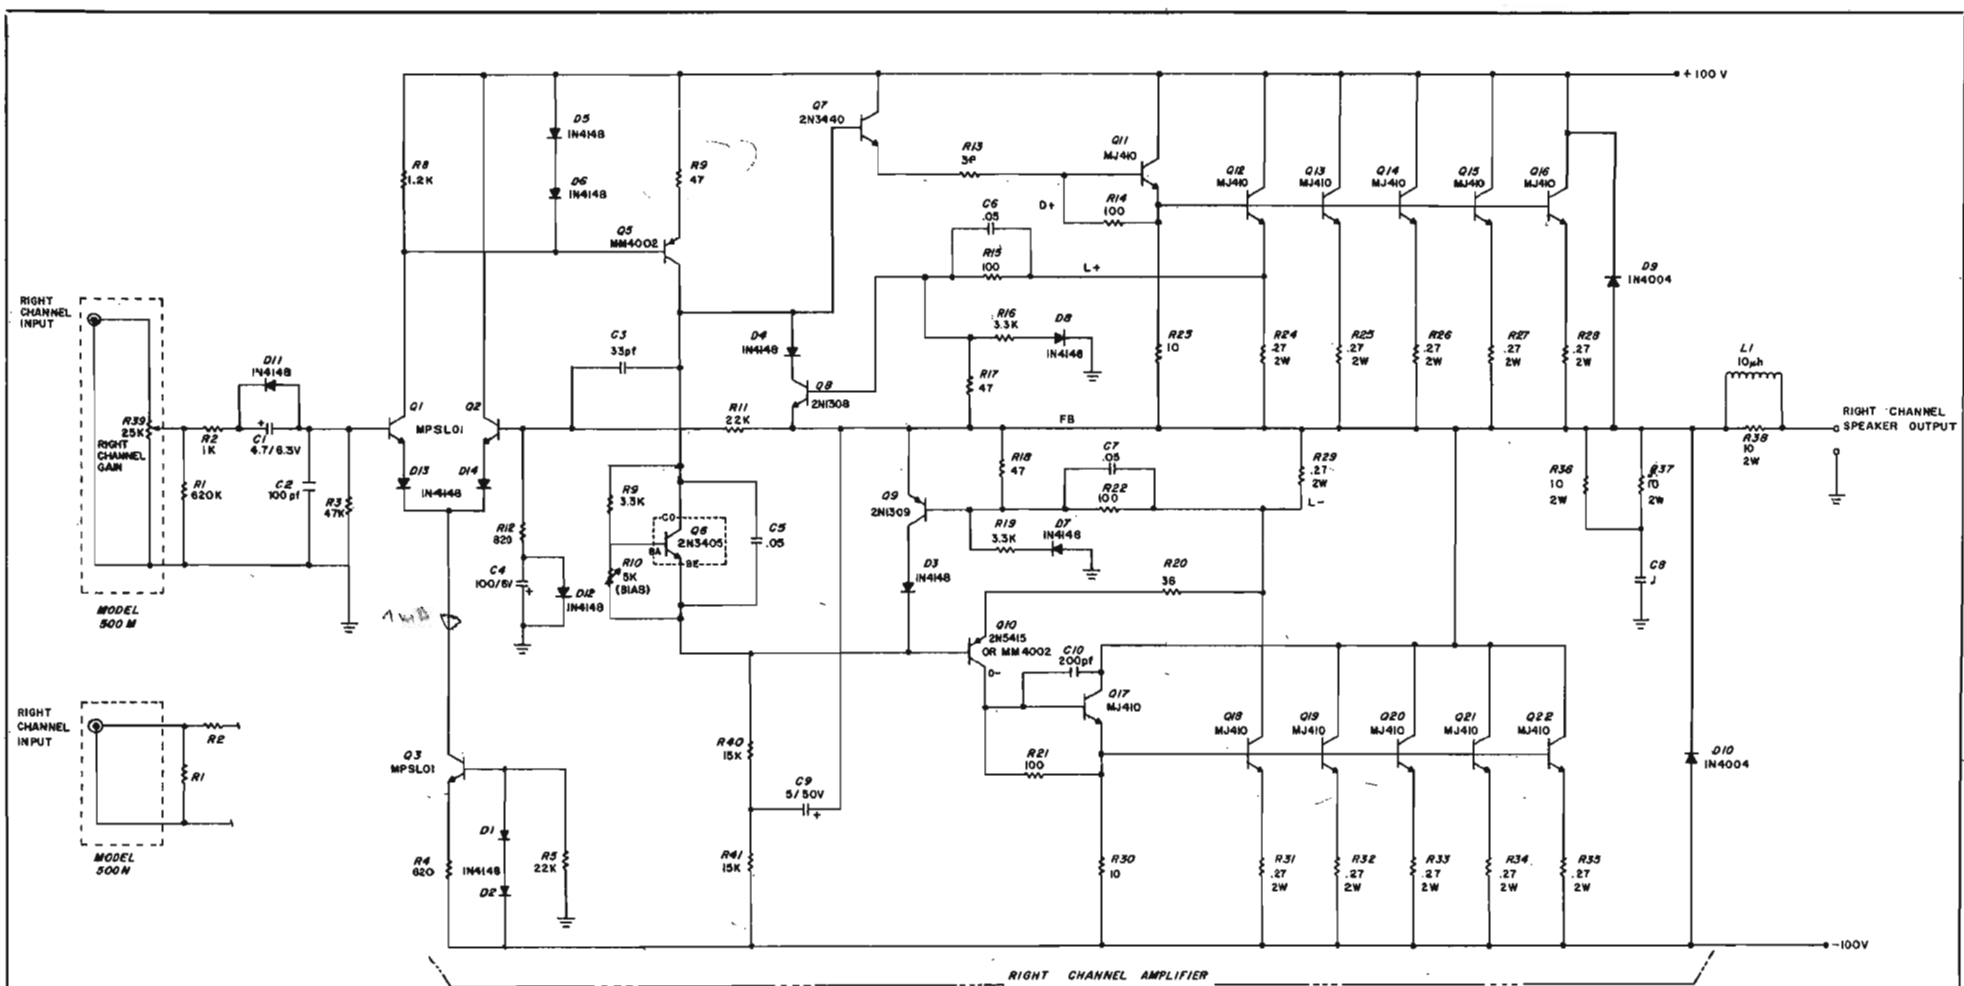 +100 V
RIGHT
CHANNEL
INPUT
R39
25K
RIGHT
CHANNEL
GAIN
MODEL
500 M
R1
620K
R2
1K
D11
1N4148
+
C1
4.7/6.3V
C2
100 pf
R3
47K
R8
1.2K
Q1
Q2
MPSL01
D13
D14
1N4148
D5
1N4148
D6
1N4148
R9
47
Q5
MM4002
C3
33pf
R11
22K
R12
820
C4
100/6V
+
D12
1N4148
R9
3.3K
R10
5K
(BIAS)
CO
BA
Q6
2N3405
BE
C5
.05
D4
1N4148
Q8
2N1308
Q7
2N3440
R13
D+
R14
100
Q11
MJ410
C6
.05
R15
100
L+
R16
3.3K
D8
1N4148
R17
47
FB
R23
10
Q12
MJ410
Q13
MJ410
Q14
MJ410
Q15
MJ410
Q16
MJ410
R24
.27
2W
R25
.27
2W
R26
.27
2W
R27
.27
2W
R28
.27
2W
D9
1N4004
L1
10µh
R38
10
2W
RIGHT CHANNEL
SPEAKER OUTPUT
R18
47
C7
.05
R22
100
R29
.27
2W
L-
Q9
2N1309
R19
3.3K
D7
1N4148
D3
1N4148
R20
36
R36
10
2W
R37
10
2W
C8
.1
Q10
2N5415
OR MM4002
D-
C10
200pf
Q17
MJ410
R21
100
R30
10
Q18
MJ410
Q19
MJ410
Q20
MJ410
Q21
MJ410
Q22
MJ410
R31
.27
2W
R32
.27
2W
R33
.27
2W
R34
.27
2W
R35
.27
2W
D10
1N4004
RIGHT
CHANNEL
INPUT
R2
R1
MODEL
500N
Q3
MPSL01
R4
620
D1
1N4148
D2
R5
22K
R40
15K
R41
15K
C9
5/50V
+
-100V
RIGHT CHANNEL AMPLIFIER